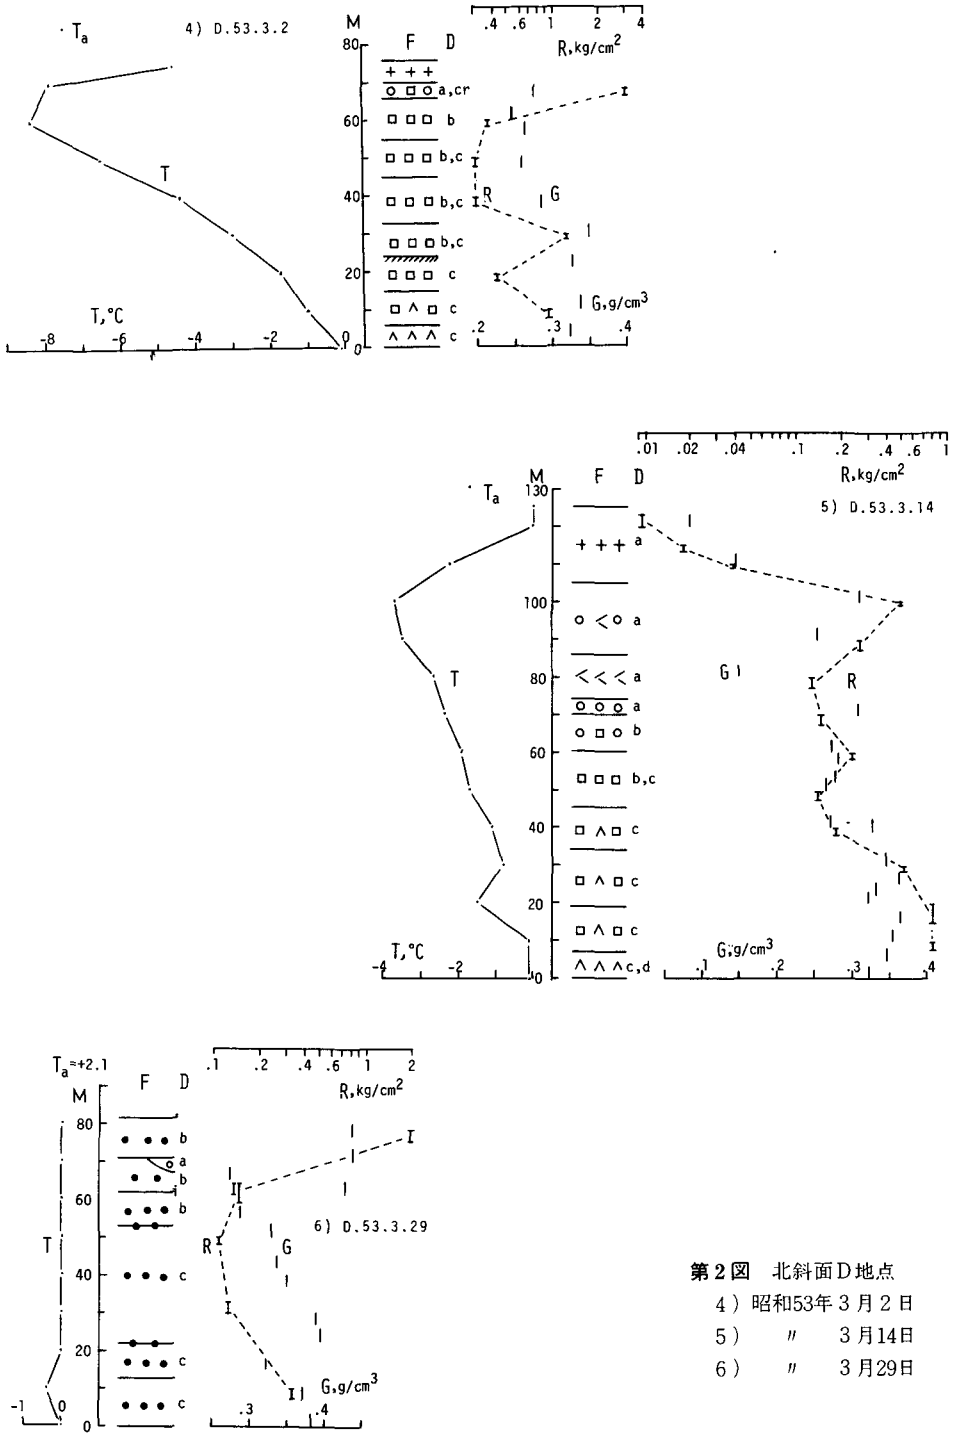 Ta
4) D.53.3.2
M
F D
.4 .6 1 2 4
R,kg/cm2
80
60
40
20
0
a,cr
b
b,c
b,c
b,c
c
c
c
T
R
G
T,°C
-8 -6 -4 -2 0
G,g/cm3
.2 .3 .4
Ta
M
F D
.01 .02 .04 .1 .2 .4 .6 1
R,kg/cm2
5) D.53.3.14
130
100
80
60
40
20
0
a
a
a
a
b
b,c
c
c
c
c,d
T
G
R
T,°C
-4 -2
G,g/cm3
.1 .2 .3 .4
Ta=+2.1
M
F D
.1 .2 .4 .6 1 2
R,kg/cm2
80
60
40
20
0
b
a
b
b
c
c
c
T
R
G
6) D.53.3.29
-1 0
G,g/cm3
.3 .4
第2図 北斜面D地点
4) 昭和53年3月2日
5) 〃 3月14日
6) 〃 3月29日